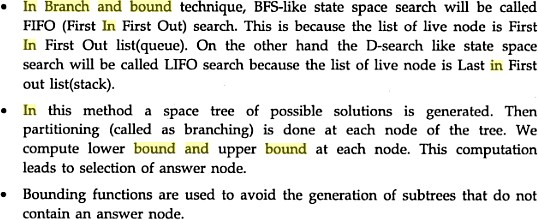 • In Branch and bound technique, BFS-like state space search will be called
FIFO (First In First Out) search. This is because the list of live node is First
In First Out list(queue). On the other hand the D-search like state space
search will be called LIFO search because the list of live node is Last in First
out list(stack).
• In this method a space tree of possible solutions is generated. Then
partitioning (called as branching) is done at each node of the tree. We
compute lower bound and upper bound at each node. This computation
leads to selection of answer node.
• Bounding functions are used to avoid the generation of subtrees that do not
contain an answer node.